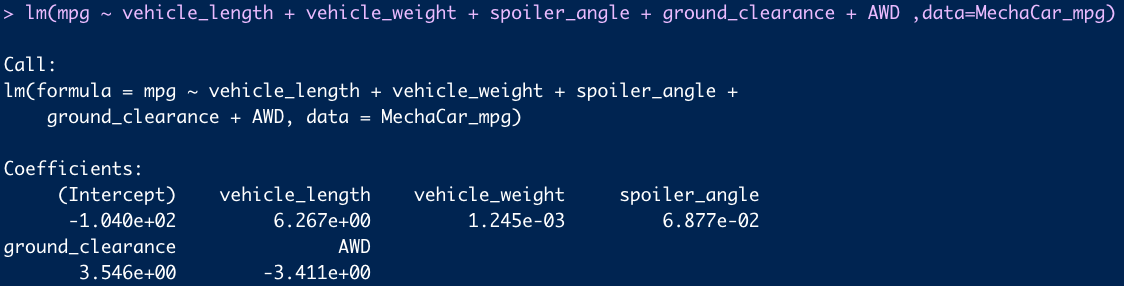 > lm(mpg ~ vehicle_length + vehicle_weight + spoiler_angle + ground_clearance + AWD ,data=MechaCar_mpg)
Call:
lm(formula = mpg ~ vehicle_length + vehicle_weight + spoiler_angle +
    ground_clearance + AWD, data = MechaCar_mpg)
Coefficients:
     (Intercept)    vehicle_length    vehicle_weight     spoiler_angle
      -1.040e+02         6.267e+00         1.245e-03         6.877e-02
ground_clearance               AWD
       3.546e+00        -3.411e+00